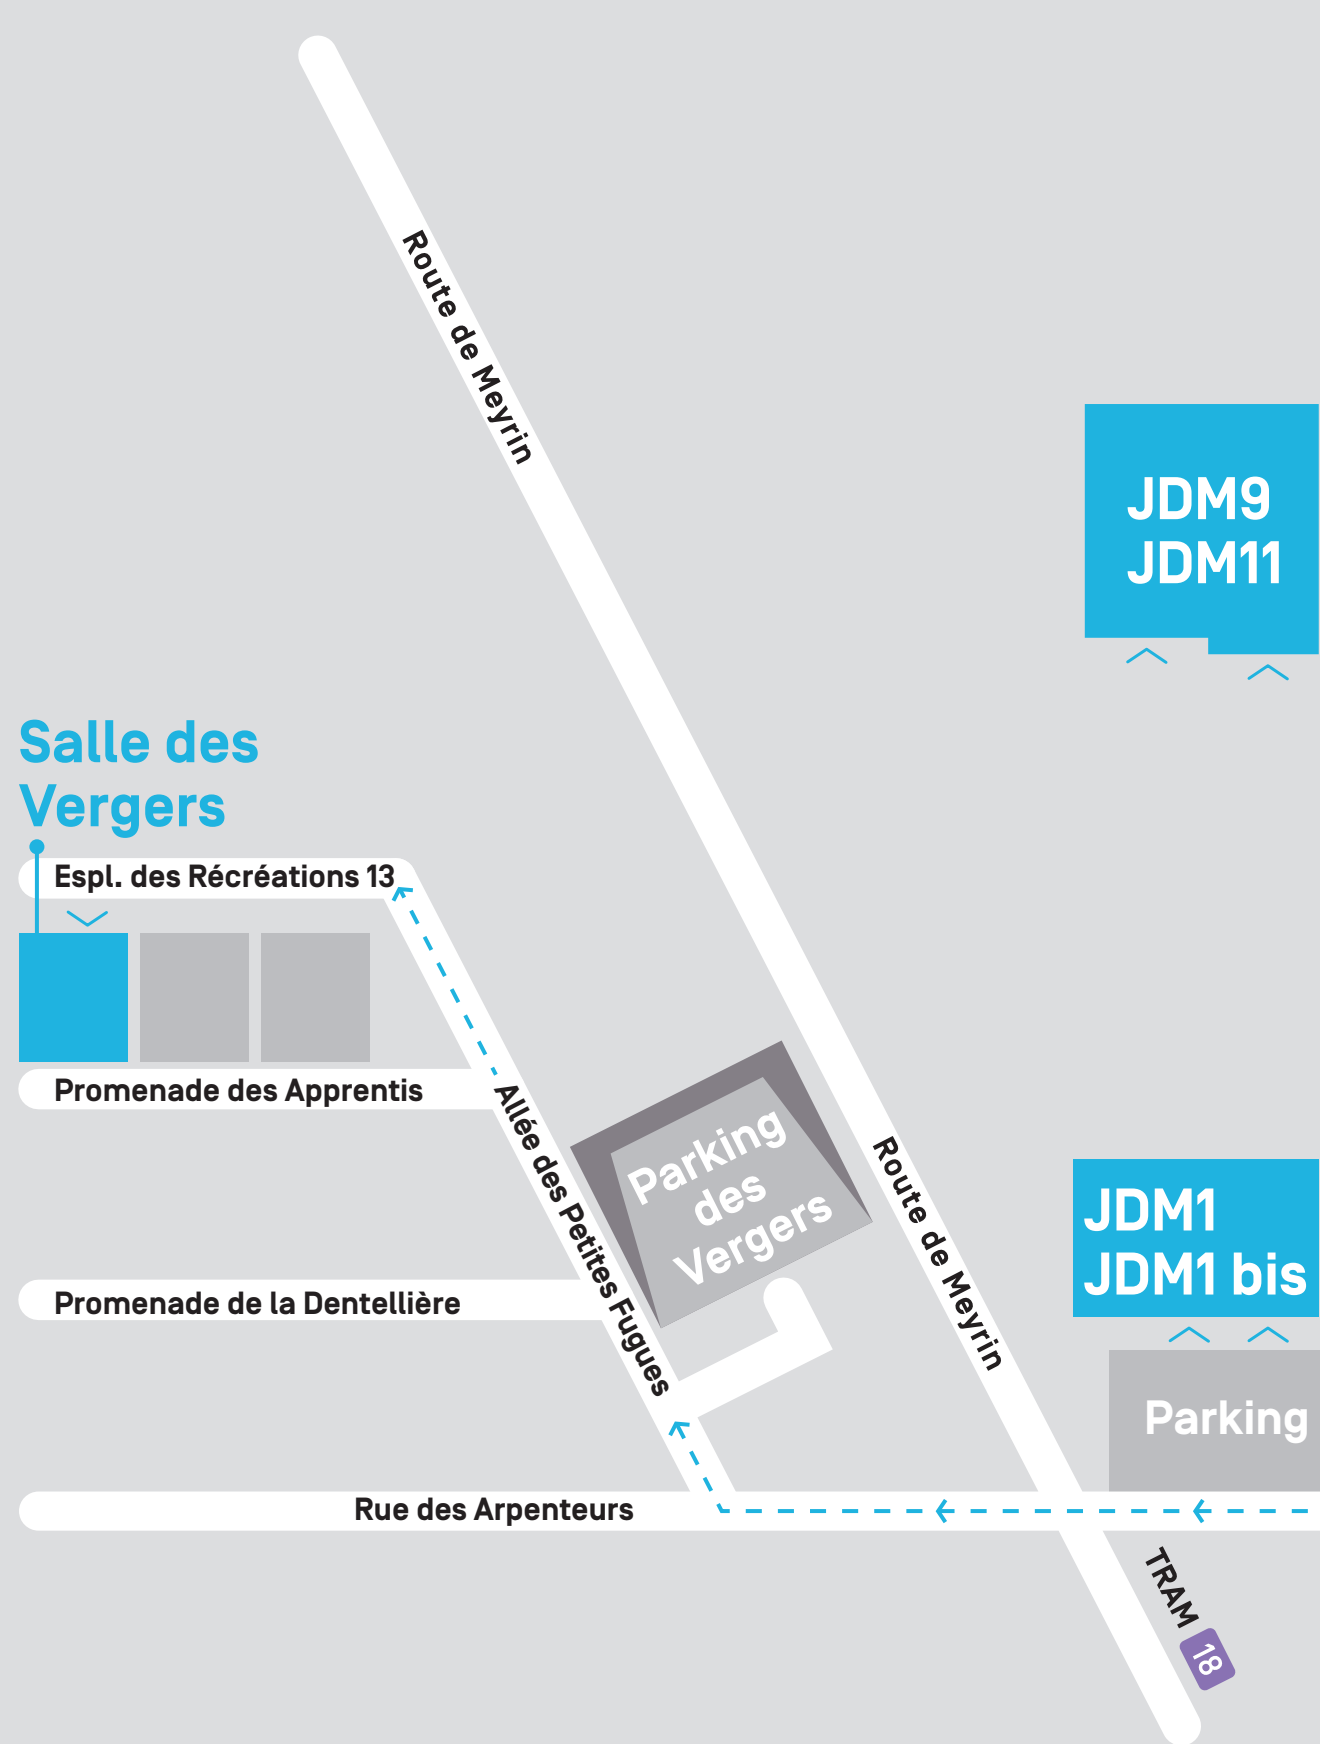 Route de Meyrin
JDM9
JDM11
Salle des
Vergers
Espl. des Récréations 13
Promenade des Apprentis
Allée des Petites Fugues
Parking
des
Vergers
Route de Meyrin
JDM1
JDM1 bis
Promenade de la Dentellière
Parking
Rue des Arpenteurs
TRAM 18